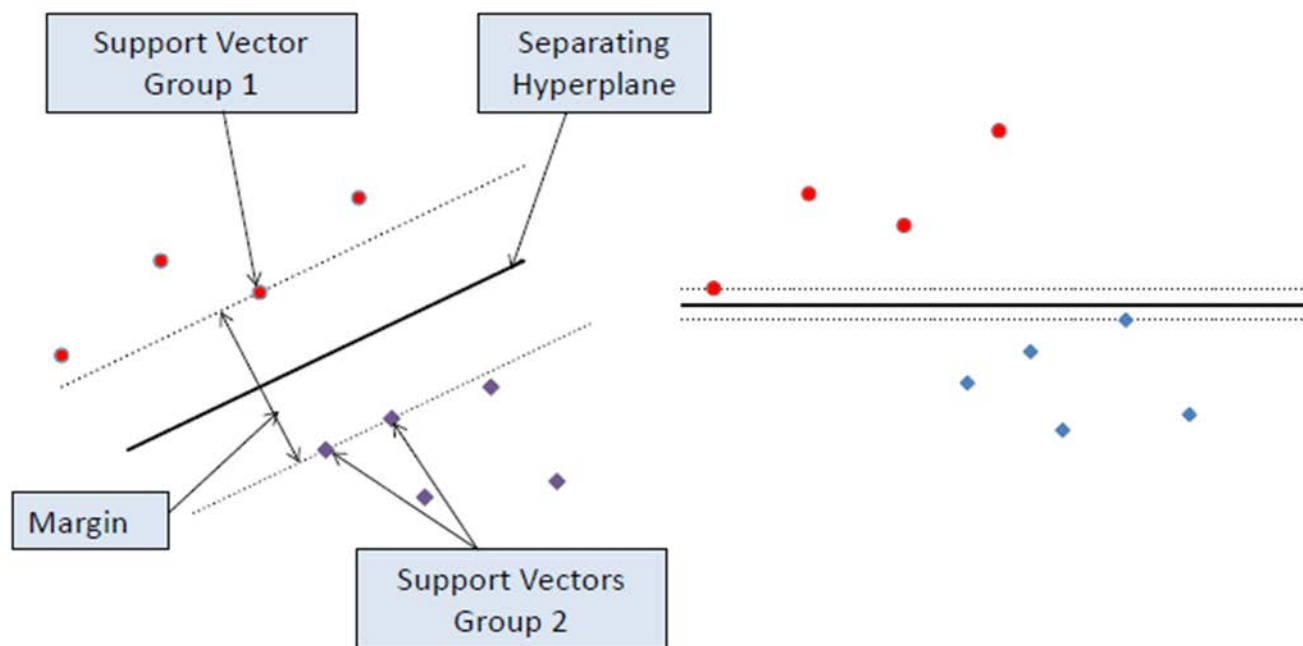 Support Vector
Group 1
Separating
Hyperplane
Margin
Support Vectors
Group 2